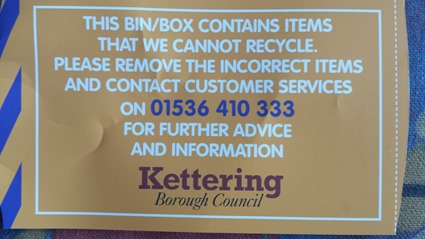 THIS BIN/BOX CONTAINS ITEMS
THAT WE CANNOT RECYCLE.
PLEASE REMOVE THE INCORRECT ITEMS
AND CONTACT CUSTOMER SERVICES
ON 01536 410 333
FOR FURTHER ADVICE
AND INFORMATION
Kettering
Borough Council